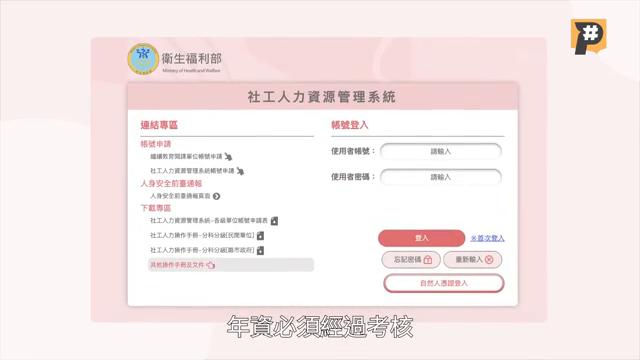 衛生福利部
Ministry of Health and Welfare
社工人力資源管理系統
連結專區
帳號申請
繼續教育開課單位帳號申請
社工人力資源管理系統帳號申請
人身安全前臺通報
人身安全前臺通報頁面
下載專區
社工人力資源管理系統-各級單位帳號申請表
社工人力操作手冊-分科分級[民間單位]
社工人力操作手冊-分科分級[縣市政府]
其他操作手冊及文件
帳號登入
使用者帳號：
請輸入
使用者密碼：
請輸入
登入
※首次登入
忘記密碼
重新輸入
自然人憑證登入
P#
年資必須經過考核